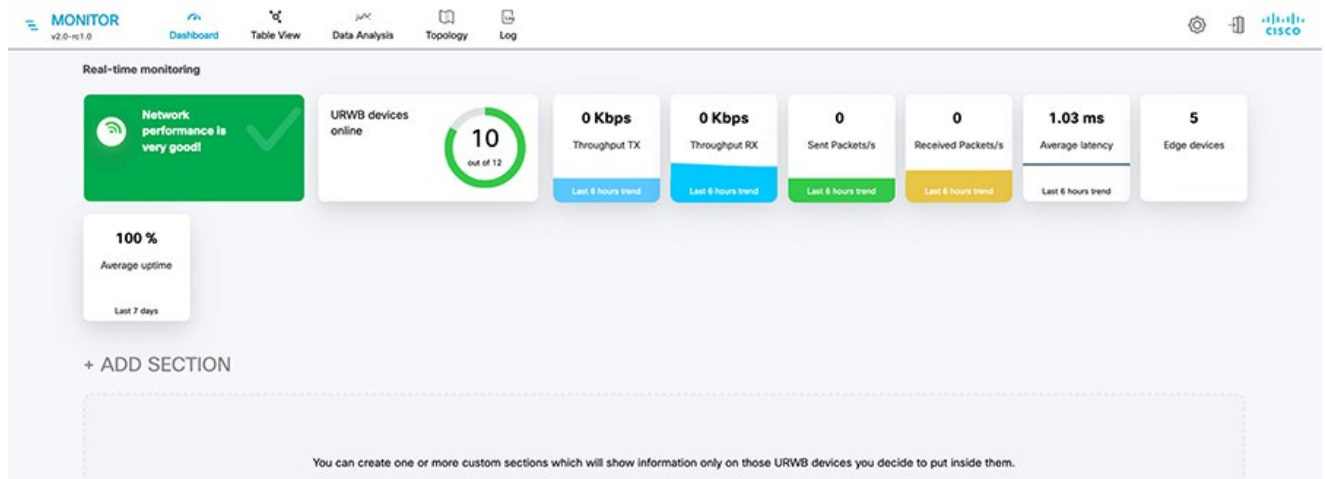 MONITOR
v2.0-rc1.0
Dashboard
Table View
Data Analysis
Topology
Log
CISCO
Real-time monitoring
Network
performance is
very good!
URWB devices
online
10
out of 12
0 Kbps
Throughput TX
Last 6 hours trend
0 Kbps
Throughput RX
Last 6 hours trend
0
Sent Packets/s
Last 6 hours trend
0
Received Packets/s
Last 6 hours trend
1.03 ms
Average latency
Last 6 hours trend
5
Edge devices
100 %
Average uptime
Last 7 days
+ ADD SECTION
You can create one or more custom sections which will show information only on those URWB devices you decide to put inside them.